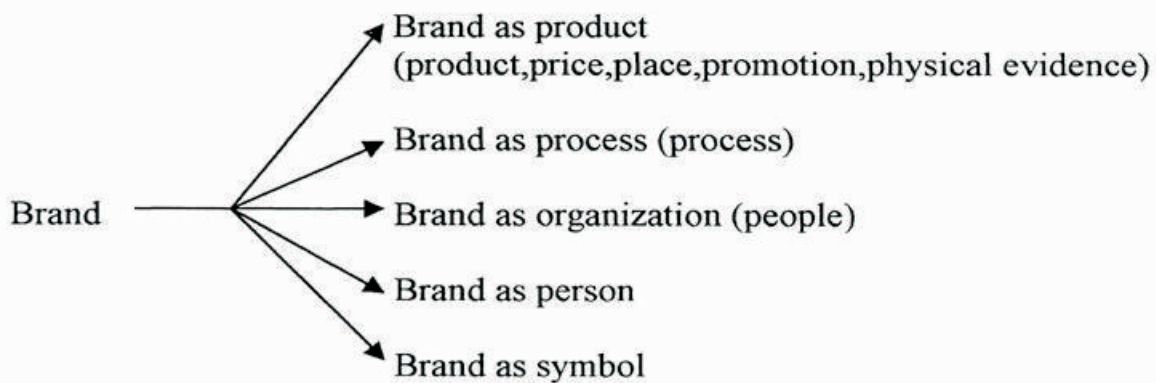 Brand as product
(product,price,place,promotion,physical evidence)
Brand as process (process)
Brand
Brand as organization (people)
Brand as person
Brand as symbol